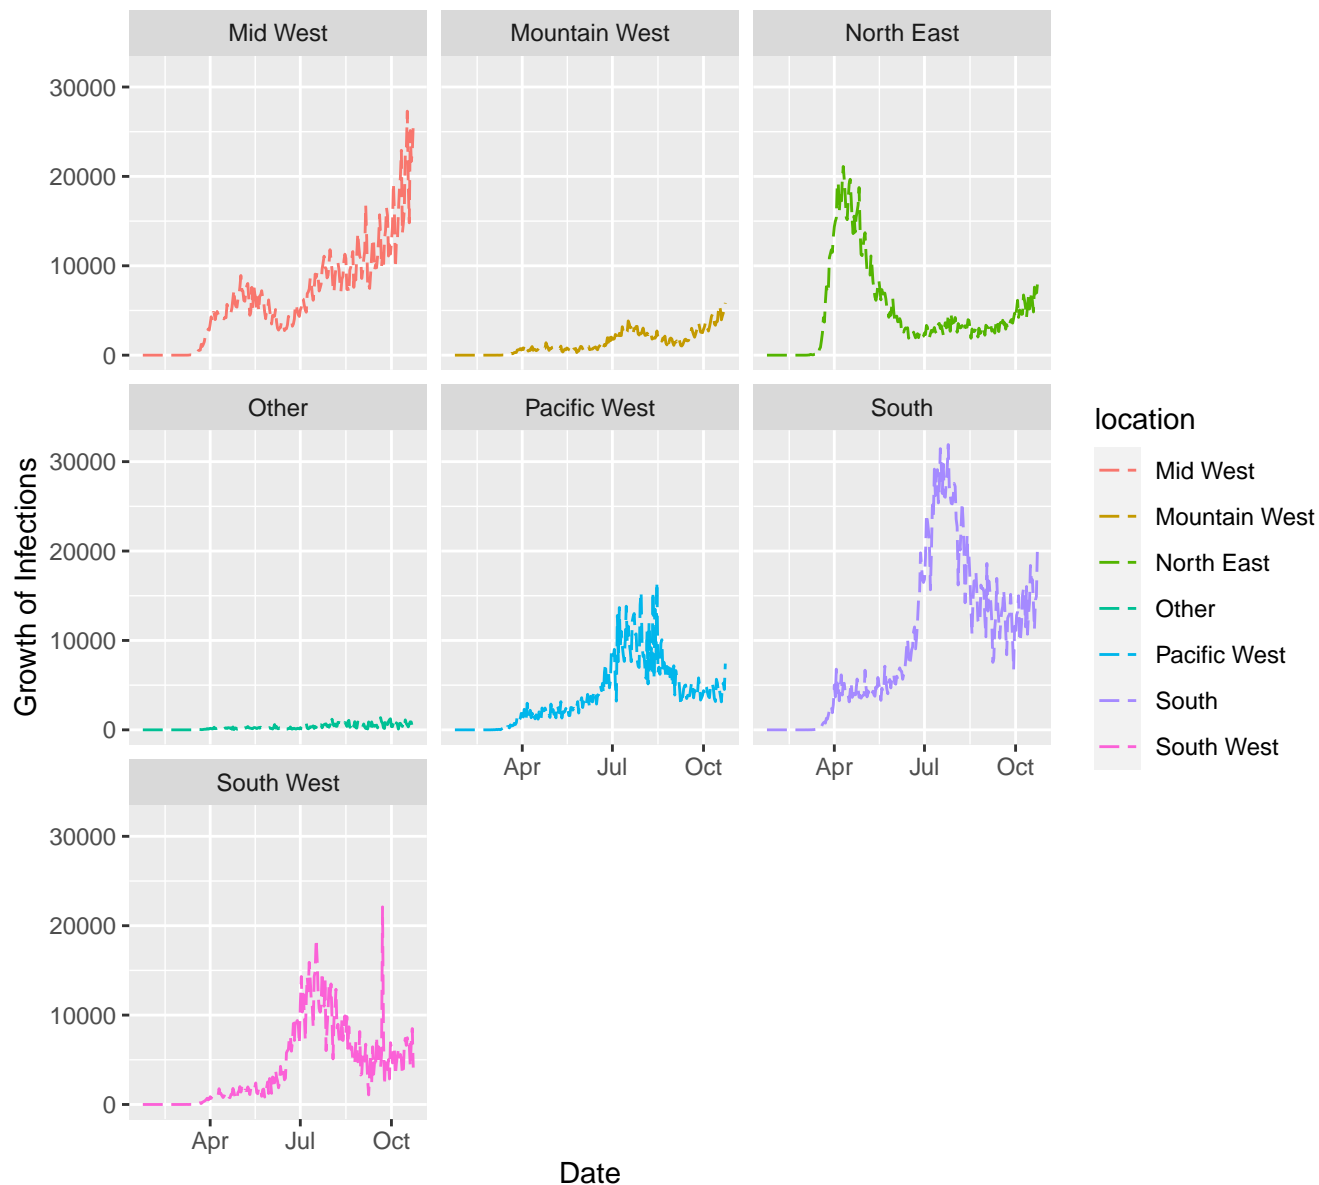 Mid West
Mountain West
North East
30000
20000
10000
0
Other
Pacific West
South
30000
20000
10000
0
Apr
Jul
Oct
Apr
Jul
Oct
South West
30000
20000
10000
0
Apr
Jul
Oct
Growth of Infections
Date
location
Mid West
Mountain West
North East
Other
Pacific West
South
South West